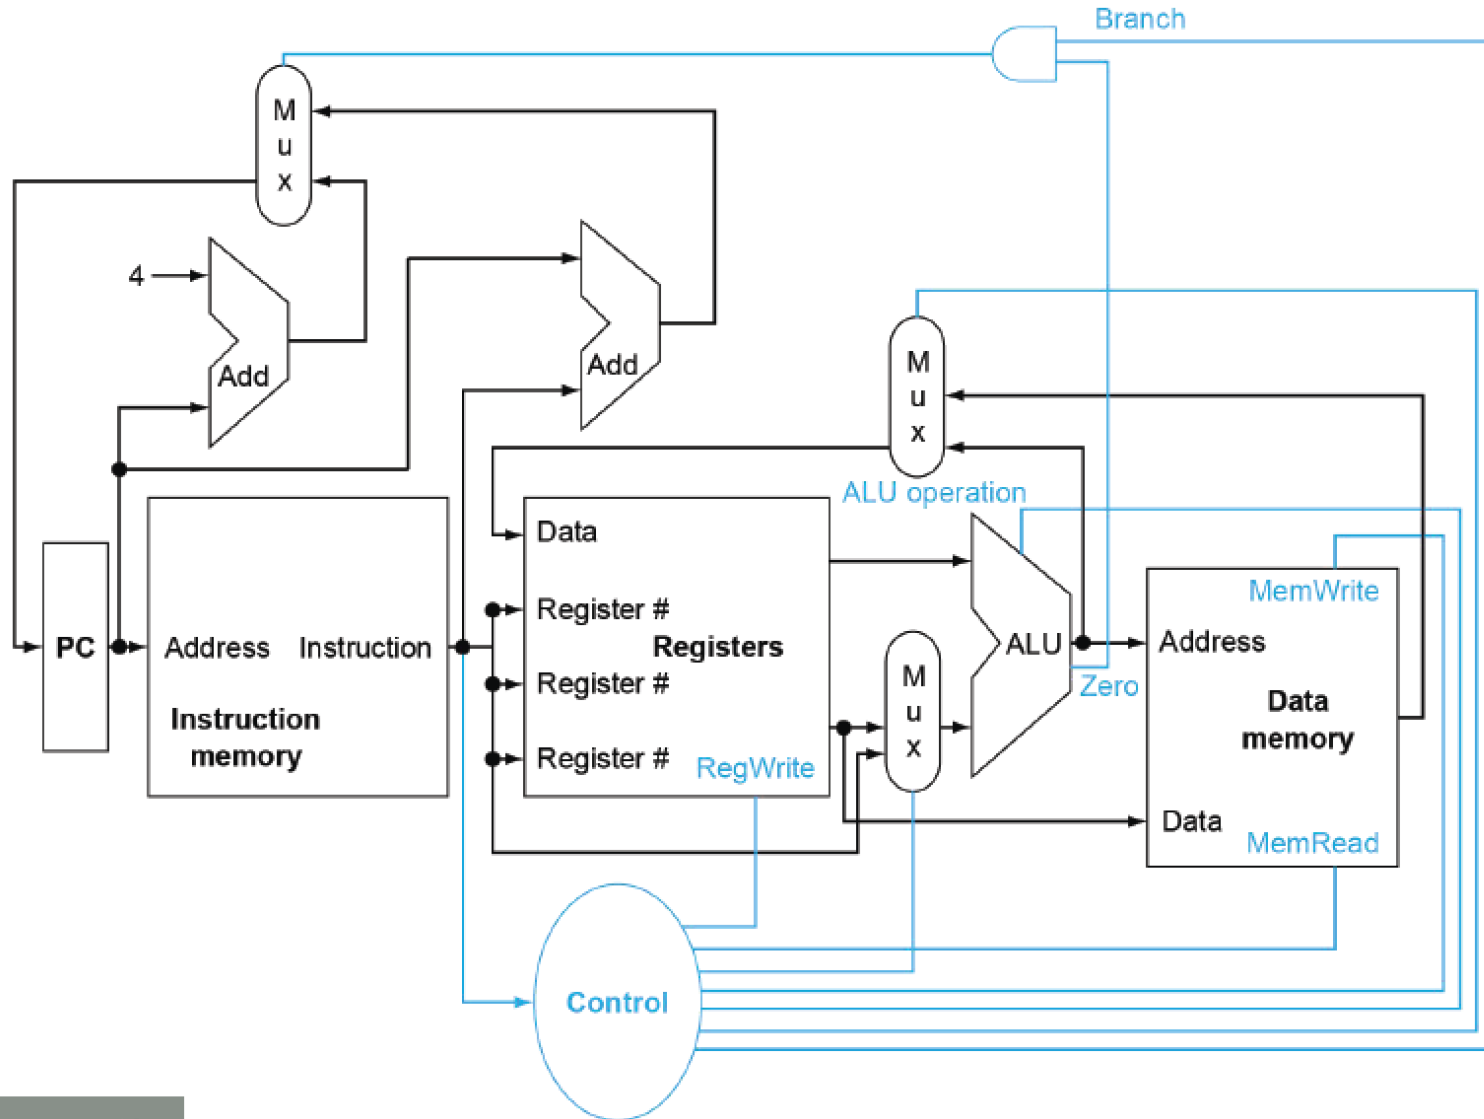 Branch
M
u
x
4
Add
Add
M
u
x
ALU operation
Data
Register #
Registers
Register #
Register #
RegWrite
PC
Address Instruction
Instruction
memory
M
u
x
ALU
Zero
MemWrite
Address
Data
memory
Data
MemRead
Control